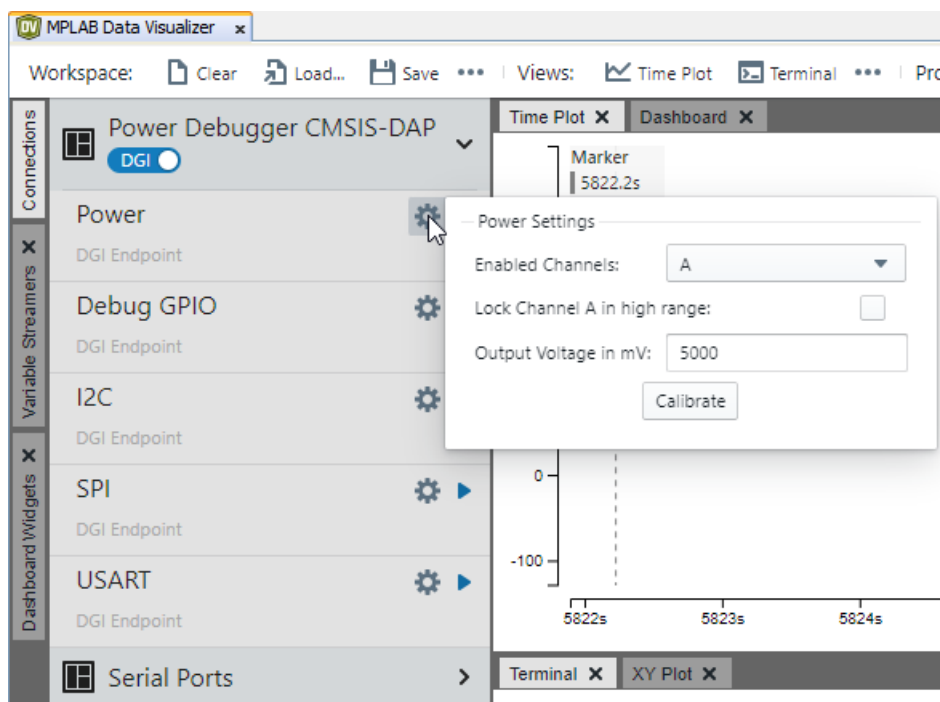 DV MPLAB Data Visualizer x
Workspace: Clear Load... Save ••• Views: Time Plot Terminal ••• Pro
Connections
Variable Streamers
Dashboard Widgets
Power Debugger CMSIS-DAP
DGI
Power
DGI Endpoint
Debug GPIO
DGI Endpoint
I2C
DGI Endpoint
SPI
DGI Endpoint
USART
DGI Endpoint
Serial Ports
Time Plot Dashboard
Marker
5822.2s
Power Settings
Enabled Channels: A
Lock Channel A in high range:
Output Voltage in mV: 5000
Calibrate
0
-100
5822s 5823s 5824s
Terminal XY Plot